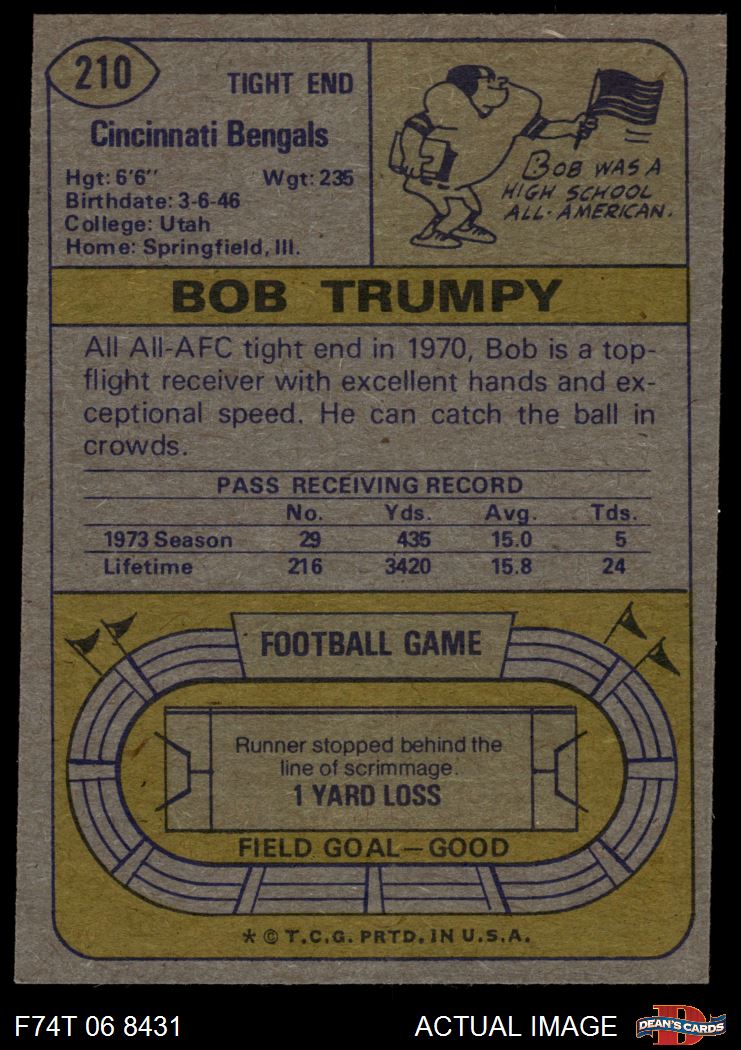 210
TIGHT END
Cincinnati Bengals
Hgt: 6'6" Wgt: 235
Birthdate: 3-6-46
College: Utah
Home: Springfield, Ill.
BOB WAS A
HIGH SCHOOL
ALL-AMERICAN.
BOB TRUMPY
All All-AFC tight end in 1970, Bob is a top-
flight receiver with excellent hands and ex-
ceptional speed. He can catch the ball in
crowds.
PASS RECEIVING RECORD
No. Yds. Avg. Tds.
1973 Season 29 435 15.0 5
Lifetime 216 3420 15.8 24
FOOTBALL GAME
Runner stopped behind the
line of scrimmage.
1 YARD LOSS
FIELD GOAL—GOOD
* © T.C.G. PRTD. IN U.S.A.
F74T 06 8431 ACTUAL IMAGE D DEAN'S CARDS